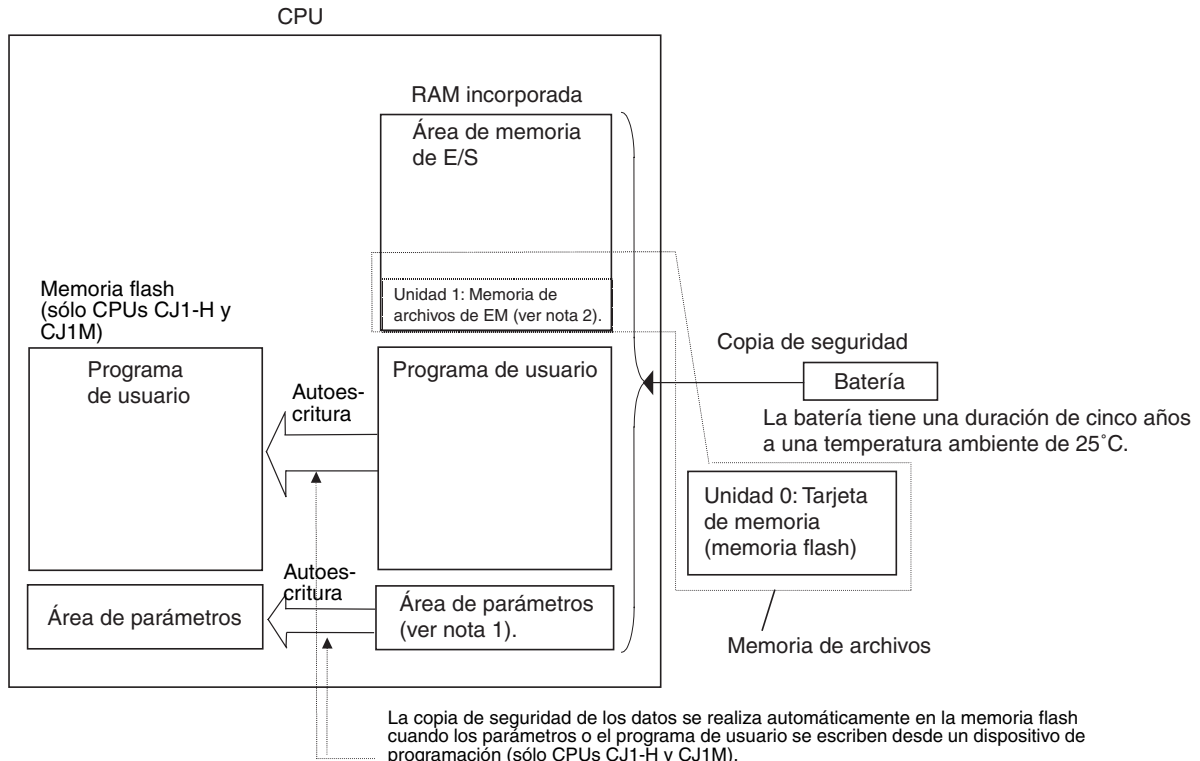 CPU
RAM incorporada
Área de memoria
de E/S
Unidad 1: Memoria de
archivos de EM (ver nota 2).
Memoria flash
(sólo CPUs CJ1-H y
CJ1M)
Programa
de usuario
Autoes-
critura
Programa de usuario
Copia de seguridad
Batería
La batería tiene una duración de cinco años
a una temperatura ambiente de 25˚C.
Unidad 0: Tarjeta
de memoria
(memoria flash)
Autoes-
critura
Área de parámetros
Área de parámetros
(ver nota 1).
Memoria de archivos
La copia de seguridad de los datos se realiza automáticamente en la memoria flash
cuando los parámetros o el programa de usuario se escriben desde un dispositivo de
programación (sólo CPUs CJ1-H y CJ1M).